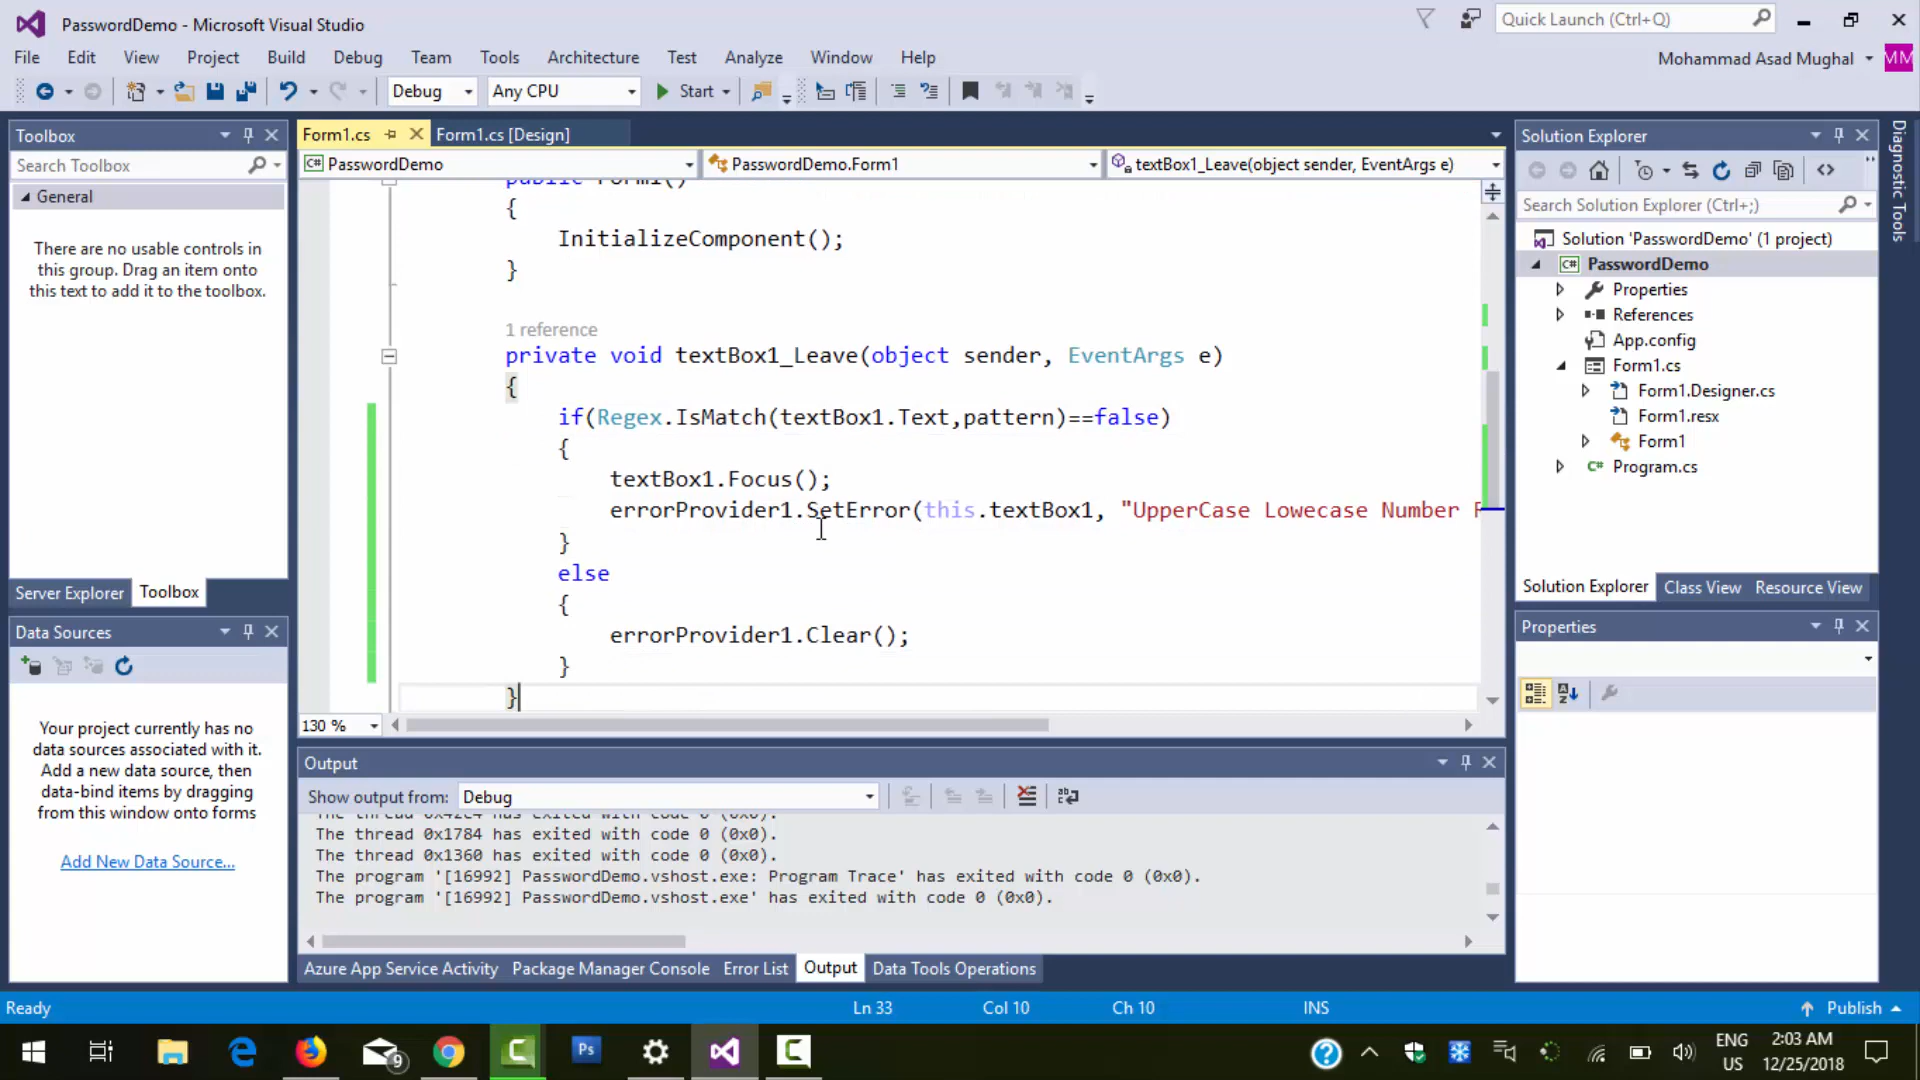 PasswordDemo - Microsoft Visual Studio
Quick Launch (Ctrl+Q)
File Edit View Project Build Debug Team Tools Architecture Test Analyze Window Help
Mohammad Asad Mughal MM
Debug Any CPU Start
Toolbox
Search Toolbox
General
There are no usable controls in
this group. Drag an item onto
this text to add it to the toolbox.
Server Explorer Toolbox
Data Sources
Your project currently has no
data sources associated with it.
Add a new data source, then
data-bind items by dragging
from this window onto forms
Add New Data Source...
Form1.cs Form1.cs [Design]
PasswordDemo PasswordDemo.Form1 textBox1_Leave(object sender, EventArgs e)
public Form1()
{
InitializeComponent();
}
1 reference
private void textBox1_Leave(object sender, EventArgs e)
{
if(Regex.IsMatch(textBox1.Text,pattern)==false)
{
textBox1.Focus();
errorProvider1.SetError(this.textBox1, "UpperCase Lowecase Number
}
else
{
errorProvider1.Clear();
}
}
130 %
Output
Show output from: Debug
The thread 0x1784 has exited with code 0 (0x0).
The thread 0x1360 has exited with code 0 (0x0).
The program '[16992] PasswordDemo.vshost.exe: Program Trace' has exited with code 0 (0x0).
The program '[16992] PasswordDemo.vshost.exe' has exited with code 0 (0x0).
Azure App Service Activity Package Manager Console Error List Output Data Tools Operations
Solution Explorer
Search Solution Explorer (Ctrl+;)
Solution 'PasswordDemo' (1 project)
C# PasswordDemo
Properties
References
App.config
Form1.cs
Form1.Designer.cs
Form1.resx
Form1
C# Program.cs
Solution Explorer Class View Resource View
Properties
Diagnostic Tools
Ready Ln 33 Col 10 Ch 10 INS Publish
9 Ps
ENG
US
2:03 AM
12/25/2018